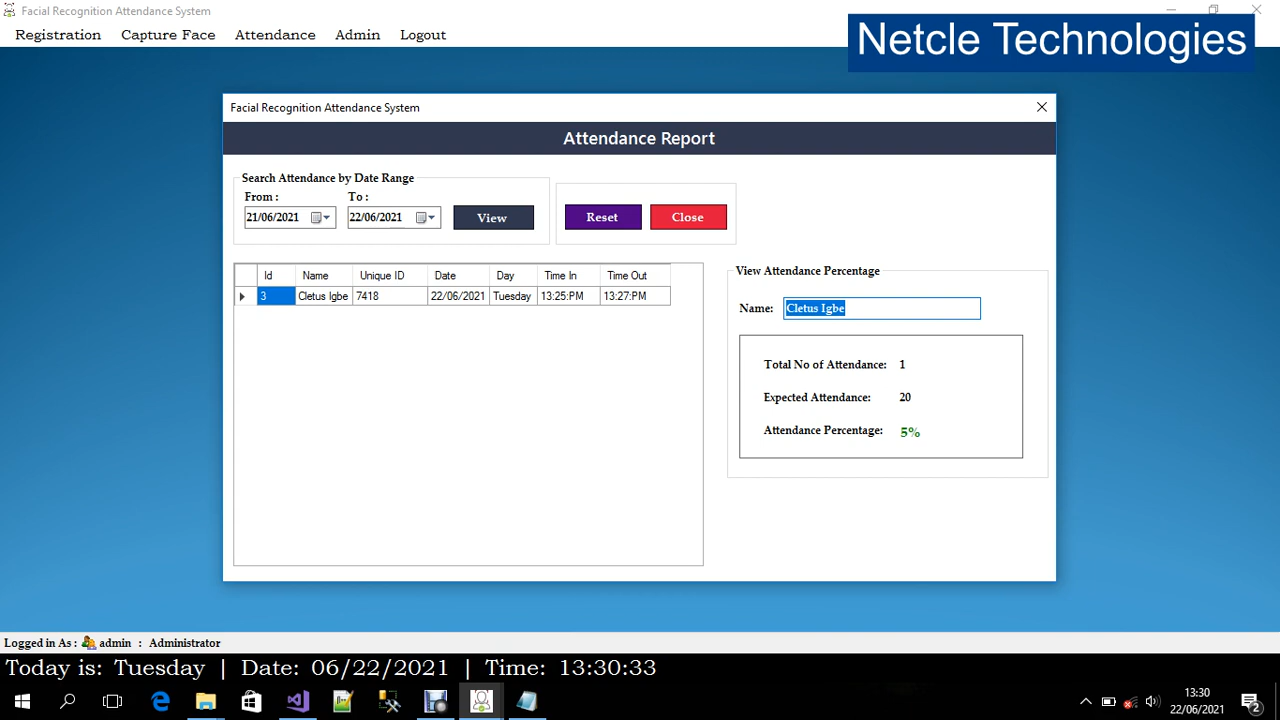 Facial Recognition Attendance System
Registration Capture Face Attendance Admin Logout
Netcle Technologies
Facial Recognition Attendance System
Attendance Report
Search Attendance by Date Range
From : To :
21/06/2021 22/06/2021 View Reset Close
Id Name Unique ID Date Day Time In Time Out
3 Cletus Igbe 7418 22/06/2021 Tuesday 13:25:PM 13:27:PM
View Attendance Percentage
Name: Cletus Igbe
Total No of Attendance: 1
Expected Attendance: 20
Attendance Percentage: 5%
Logged in As : admin : Administrator
Today is: Tuesday | Date: 06/22/2021 | Time: 13:30:33
13:30
22/06/2021
2